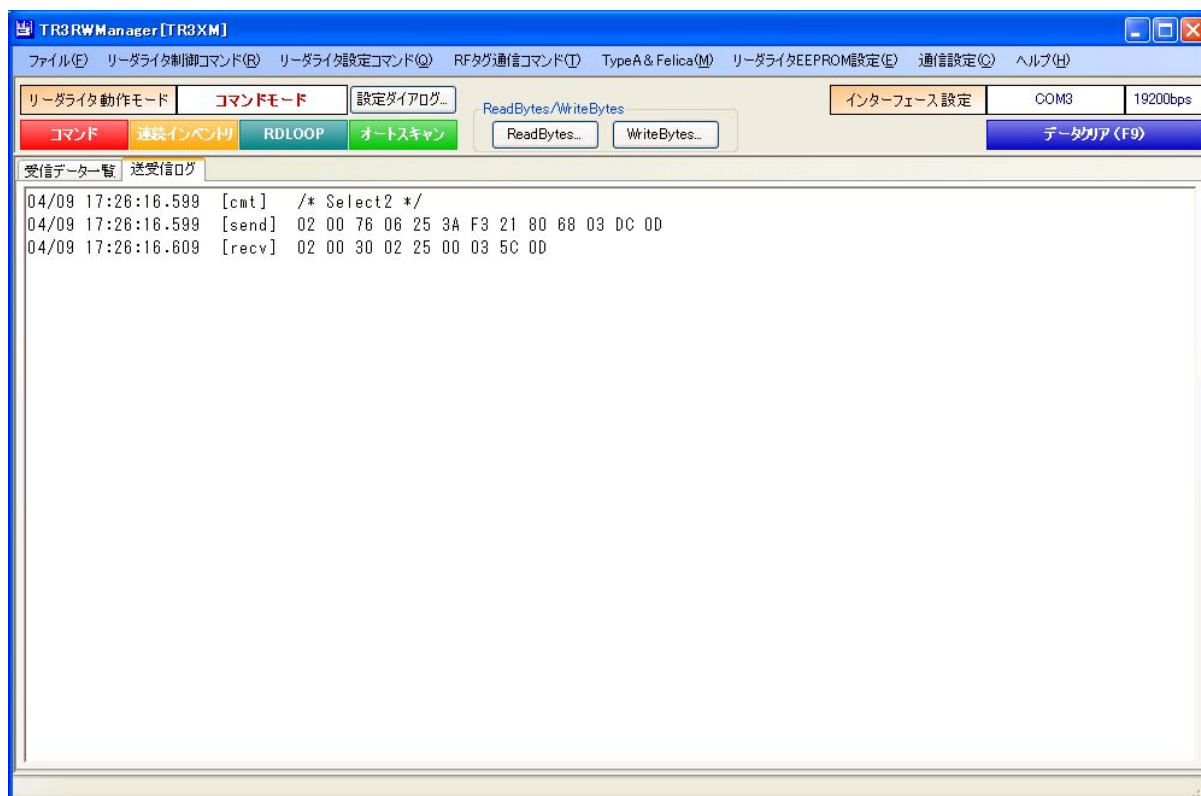 TR3RWManager[TR3XM]
ファイル(F) リーダライタ制御コマンド(R) リーダライタ設定コマンド(O) RFタグ通信コマンド(T) TypeA&Felica(M) リーダライタEEPROM設定(E) 通信設定(C) ヘルプ(H)
リーダライタ動作モード コマンドモード 設定ダイアログ... ReadBytes/WriteBytes インターフェース設定 COM3 19200bps
コマンド 連続インベントリ RDLOOP オートスキャン ReadBytes... WriteBytes... データクリア(F9)
受信データ一覧 送受信ログ
04/09 17:26:16.599 [cmt] /* Select2 */
04/09 17:26:16.599 [send] 02 00 76 06 25 3A F3 21 80 68 03 DC 0D
04/09 17:26:16.609 [recv] 02 00 30 02 25 00 03 5C 0D